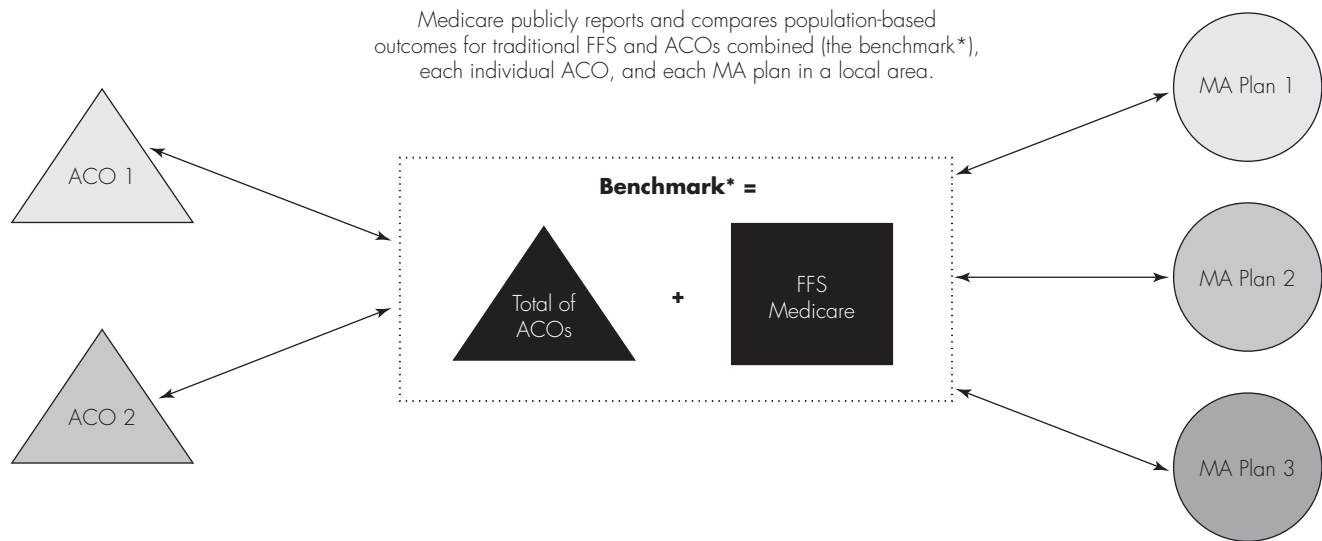 Medicare publicly reports and compares population-based
outcomes for traditional FFS and ACOs combined (the benchmark*),
each individual ACO, and each MA plan in a local area.
ACO 1
ACO 2
Benchmark* =
Total of
ACOs
+
FFS
Medicare
MA Plan 1
MA Plan 2
MA Plan 3